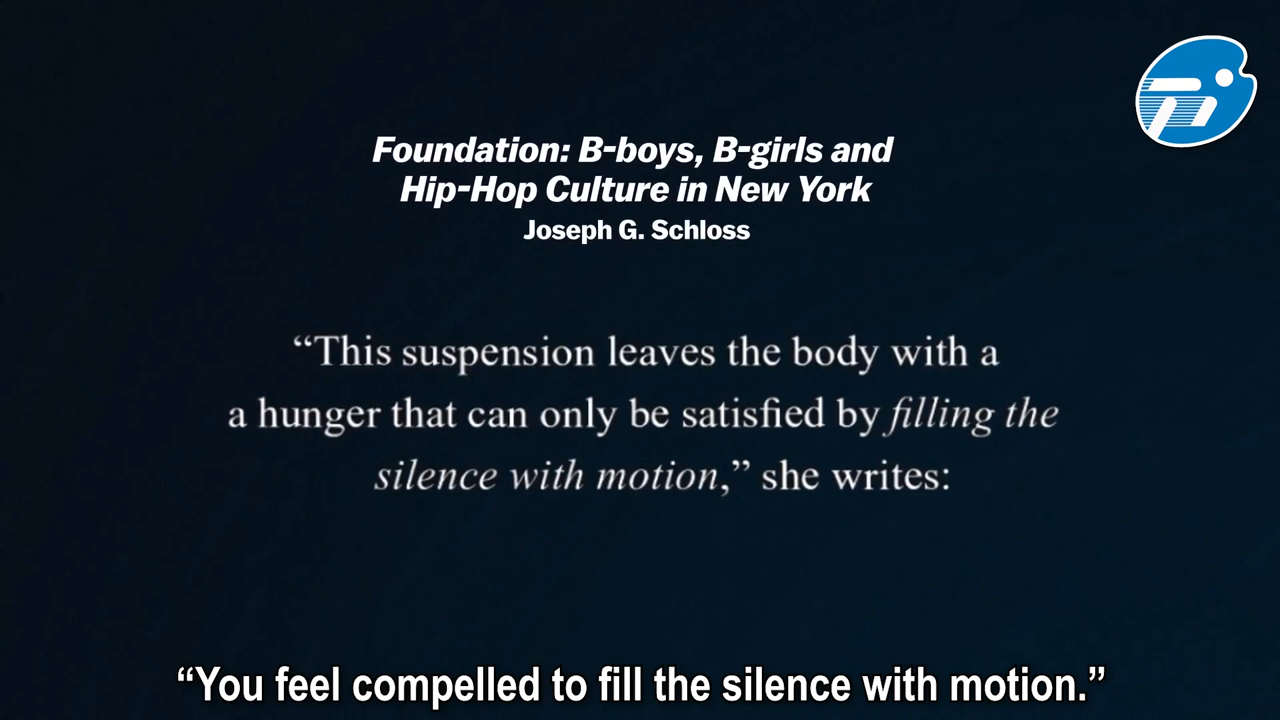 Foundation: B-boys, B-girls and
Hip-Hop Culture in New York
Joseph G. Schloss
“This suspension leaves the body with a
a hunger that can only be satisfied by filling the
silence with motion,” she writes:
“You feel compelled to fill the silence with motion.”